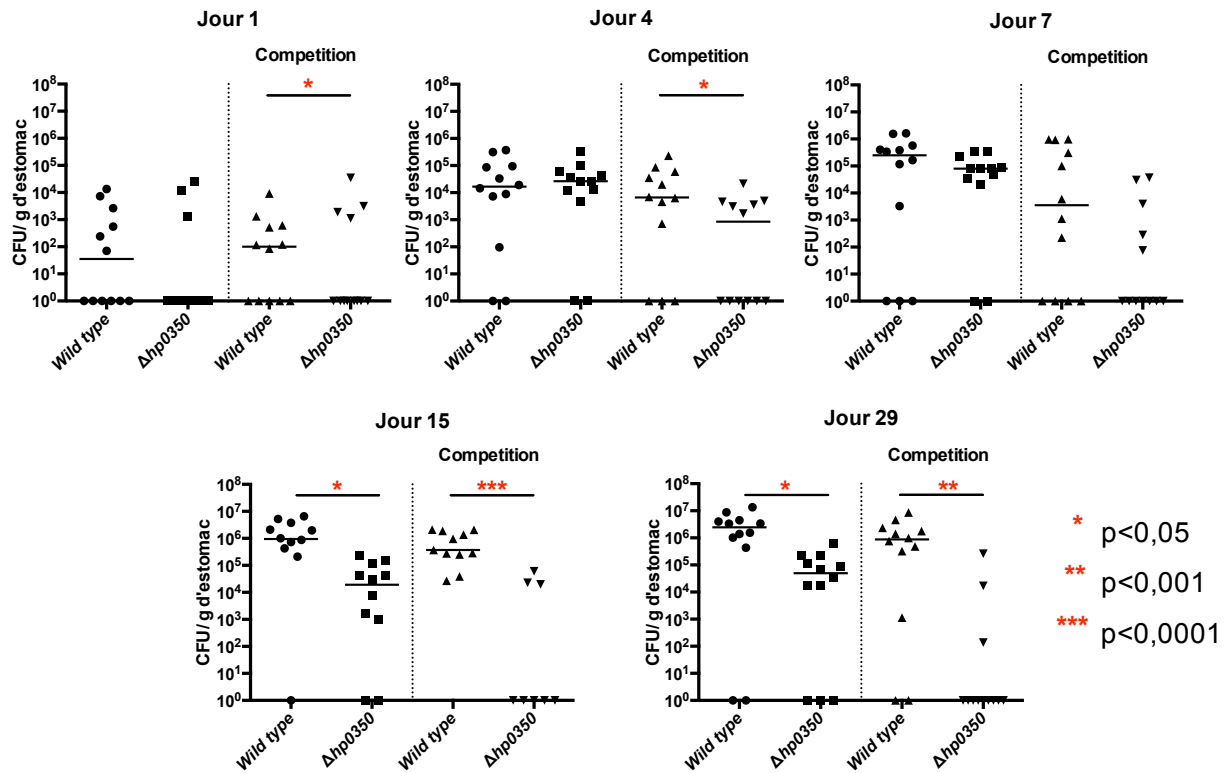 Jour 1
Competition
*
CFU/ g d'estomac
10⁸
10⁷
10⁶
10⁵
10⁴
10³
10²
10¹
10⁰
Wild type
Δhp0350
Wild type
Δhp0350
Jour 4
Competition
*
CFU/ g d'estomac
10⁸
10⁷
10⁶
10⁵
10⁴
10³
10²
10¹
10⁰
Wild type
Δhp0350
Wild type
Δhp0350
Jour 7
Competition
CFU/ g d'estomac
10⁸
10⁷
10⁶
10⁵
10⁴
10³
10²
10¹
10⁰
Wild type
Δhp0350
Wild type
Δhp0350
Jour 15
Competition
* ***
CFU/ g d'estomac
10⁸
10⁷
10⁶
10⁵
10⁴
10³
10²
10¹
10⁰
Wild type
Δhp0350
Wild type
Δhp0350
Jour 29
Competition
* **
CFU/ g d'estomac
10⁸
10⁷
10⁶
10⁵
10⁴
10³
10²
10¹
10⁰
Wild type
Δhp0350
Wild type
Δhp0350
* p<0,05
** p<0,001
*** p<0,0001